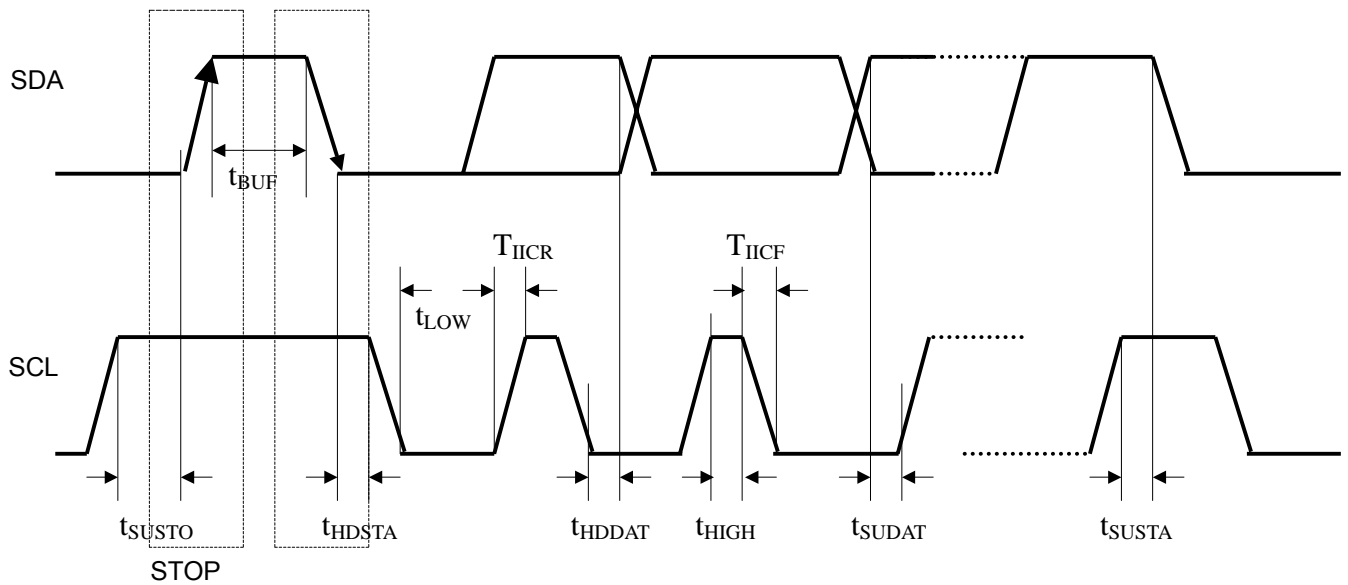 SDA
tBUF
TIICR
TIICF
tLOW
SCL
tSUSTO
tHDSTA
tHDDAT
tHIGH
tSUDAT
tSUSTA
STOP